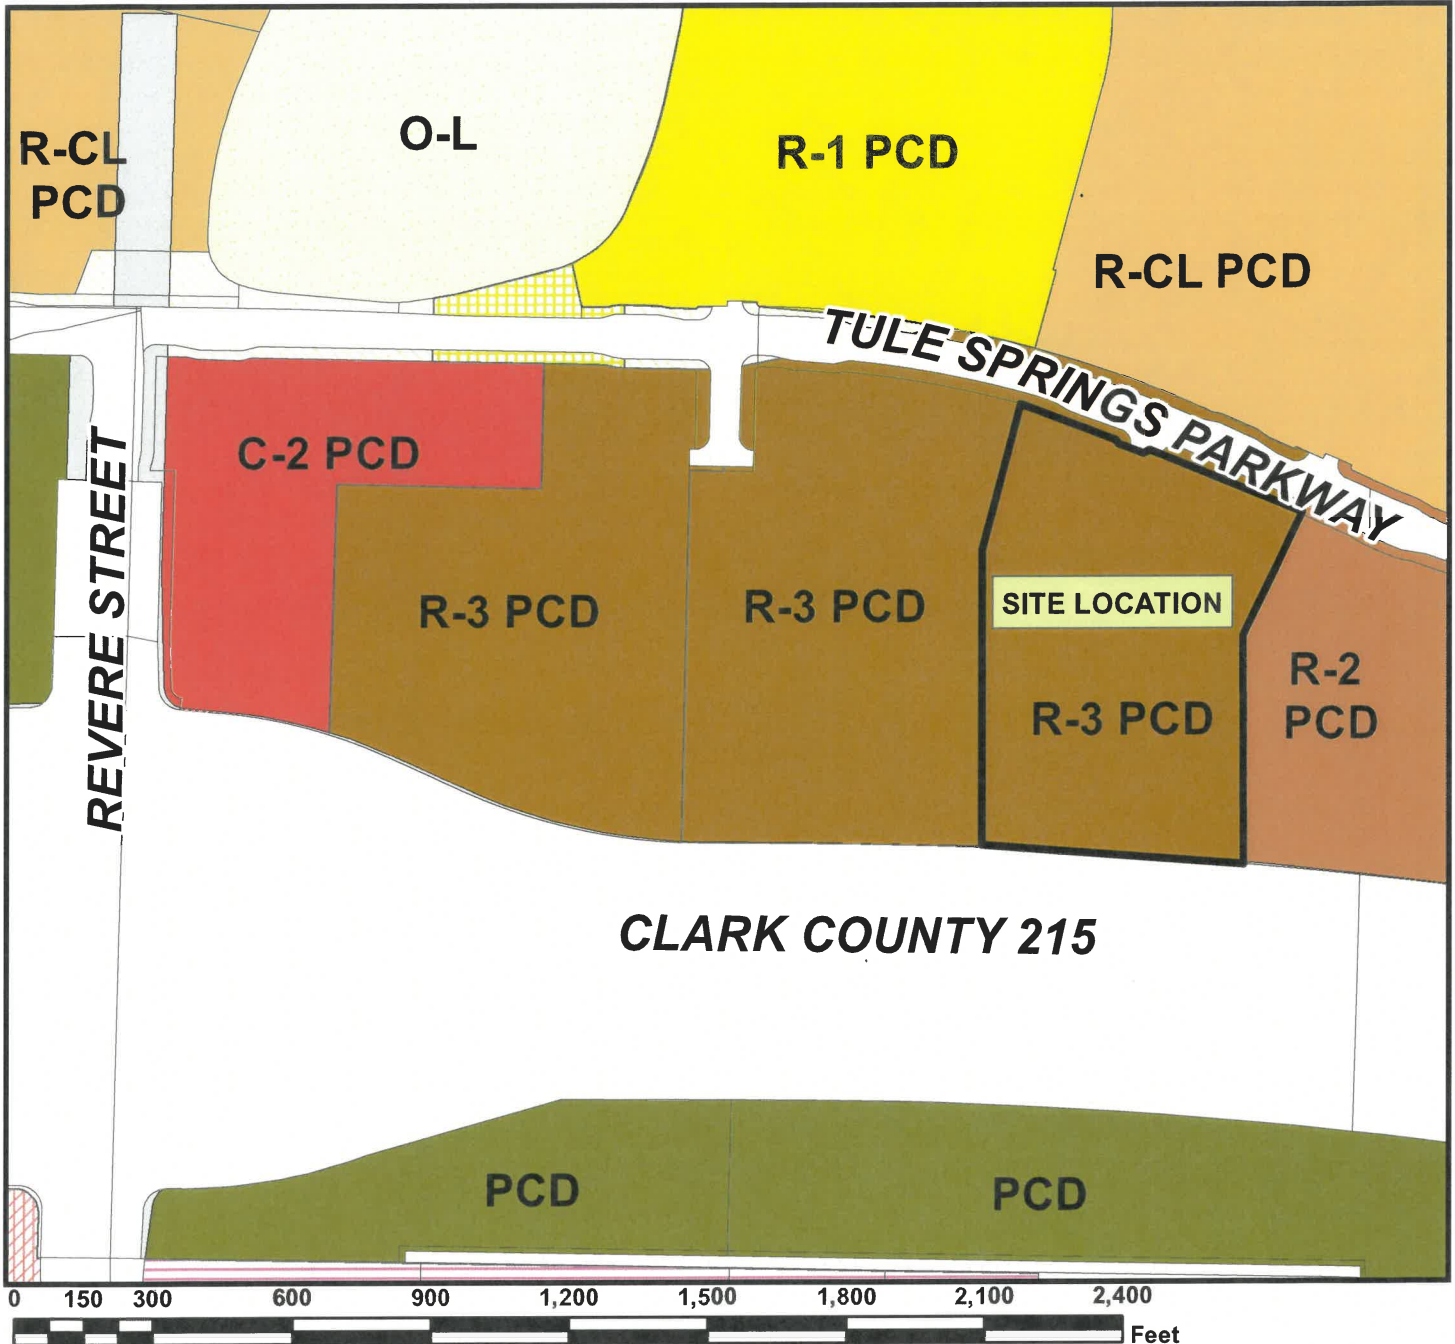 R-CL
PCD
O-L
R-1 PCD
R-CL PCD
TULE SPRINGS PARKWAY
C-2 PCD
REVERE STREET
R-3 PCD
R-3 PCD
SITE LOCATION
R-3 PCD
R-2
PCD
CLARK COUNTY 215
PCD
PCD
0 150 300 600 900 1,200 1,500 1,800 2,100 2,400
Feet